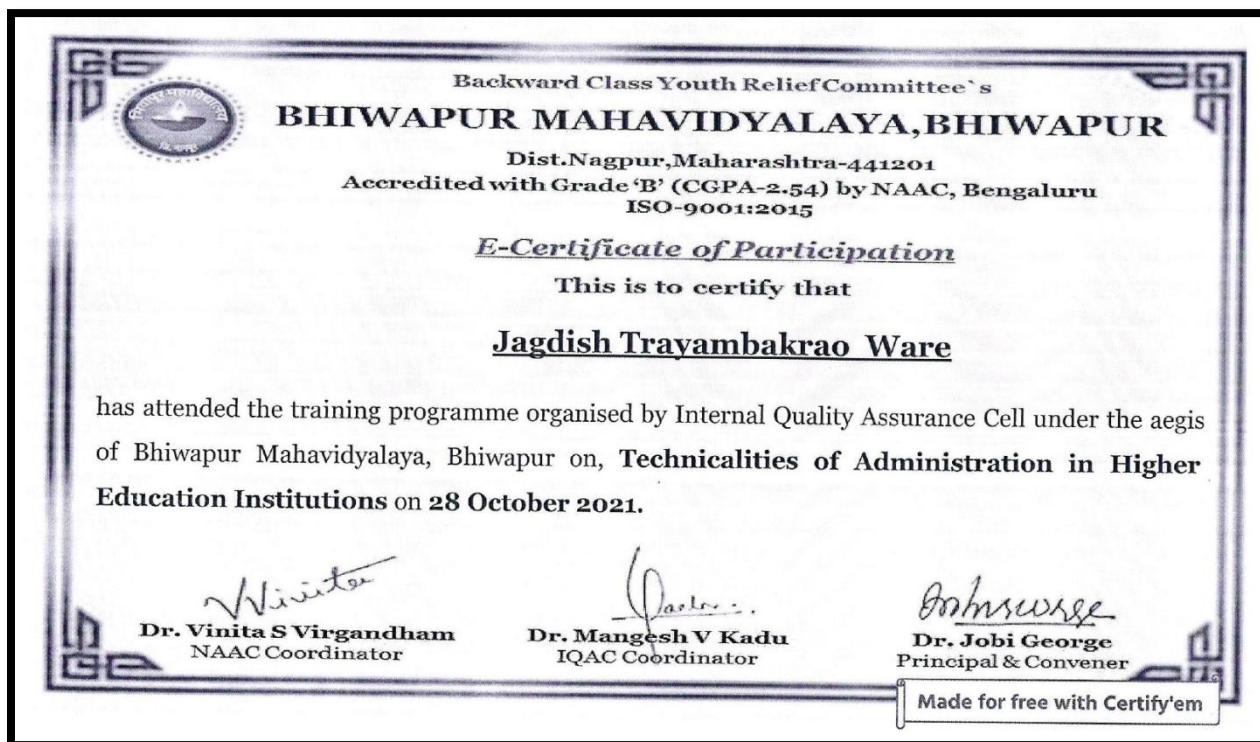 Backward Class Youth Relief Committee`s
BHIWAPUR MAHAVIDYALAYA,BHIWAPUR
Dist.Nagpur,Maharashtra-441201
Accredited with Grade ‘B’ (CGPA-2.54) by NAAC, Bengaluru
ISO-9001:2015
E-Certificate of Participation
This is to certify that
Jagdish Trayambakrao Ware
has attended the training programme organised by Internal Quality Assurance Cell under the aegis
of Bhiwapur Mahavidyalaya, Bhiwapur on, Technicalities of Administration in Higher
Education Institutions on 28 October 2021.
Dr. Vinita S Virgandham
NAAC Coordinator
Dr. Mangesh V Kadu
IQAC Coordinator
Dr. Jobi George
Principal & Convener
Made for free with Certify'em